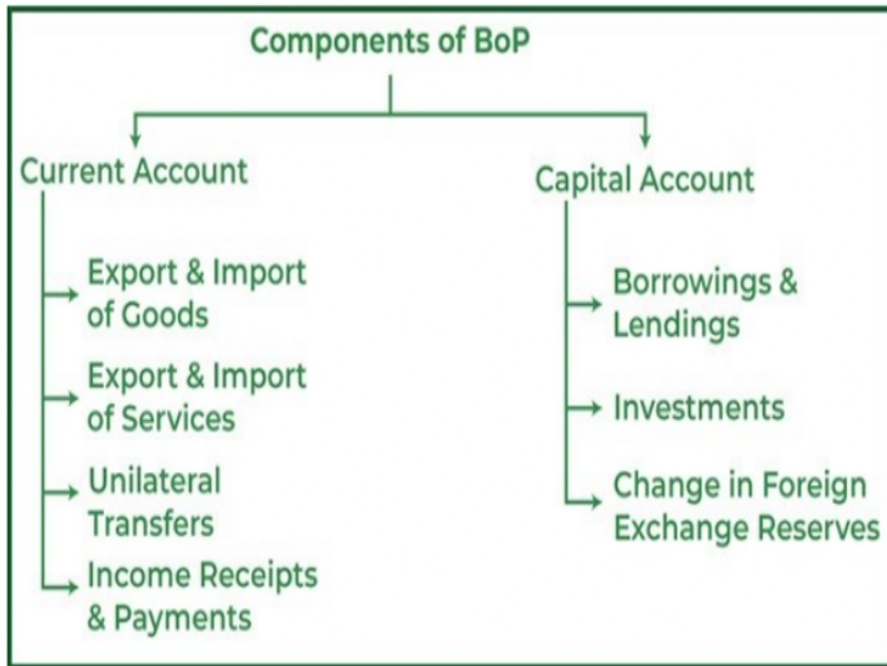 Components of BoP
Current Account
Export & Import
of Goods
Export & Import
of Services
Unilateral
Transfers
Income Receipts
& Payments
Capital Account
Borrowings &
Lendings
Investments
Change in Foreign
Exchange Reserves